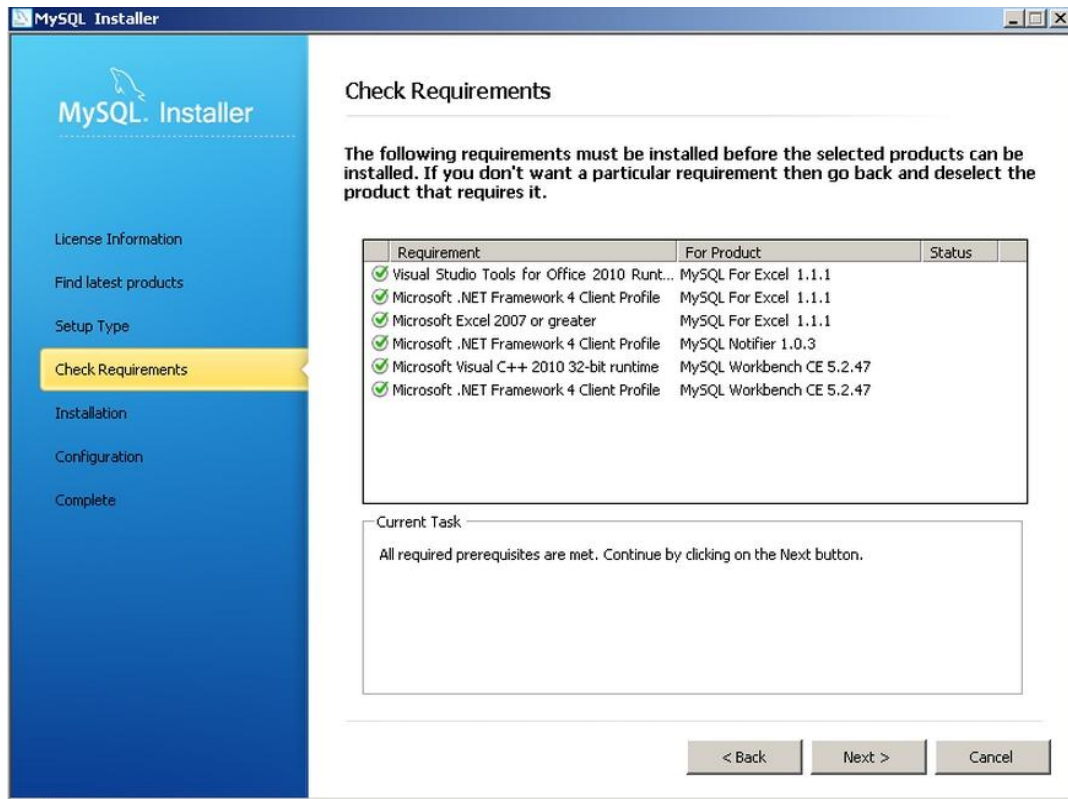 MySQL Installer
MySQL. Installer
Check Requirements
The following requirements must be installed before the selected products can be
installed. If you don't want a particular requirement then go back and deselect the
product that requires it.
License Information
Find latest products
Setup Type
Check Requirements
Installation
Configuration
Complete
Requirement For Product Status
Visual Studio Tools for Office 2010 Runt... MySQL For Excel 1.1.1
Microsoft .NET Framework 4 Client Profile MySQL For Excel 1.1.1
Microsoft Excel 2007 or greater MySQL For Excel 1.1.1
Microsoft .NET Framework 4 Client Profile MySQL Notifier 1.0.3
Microsoft Visual C++ 2010 32-bit runtime MySQL Workbench CE 5.2.47
Microsoft .NET Framework 4 Client Profile MySQL Workbench CE 5.2.47
Current Task
All required prerequisites are met. Continue by clicking on the Next button.
< Back Next > Cancel